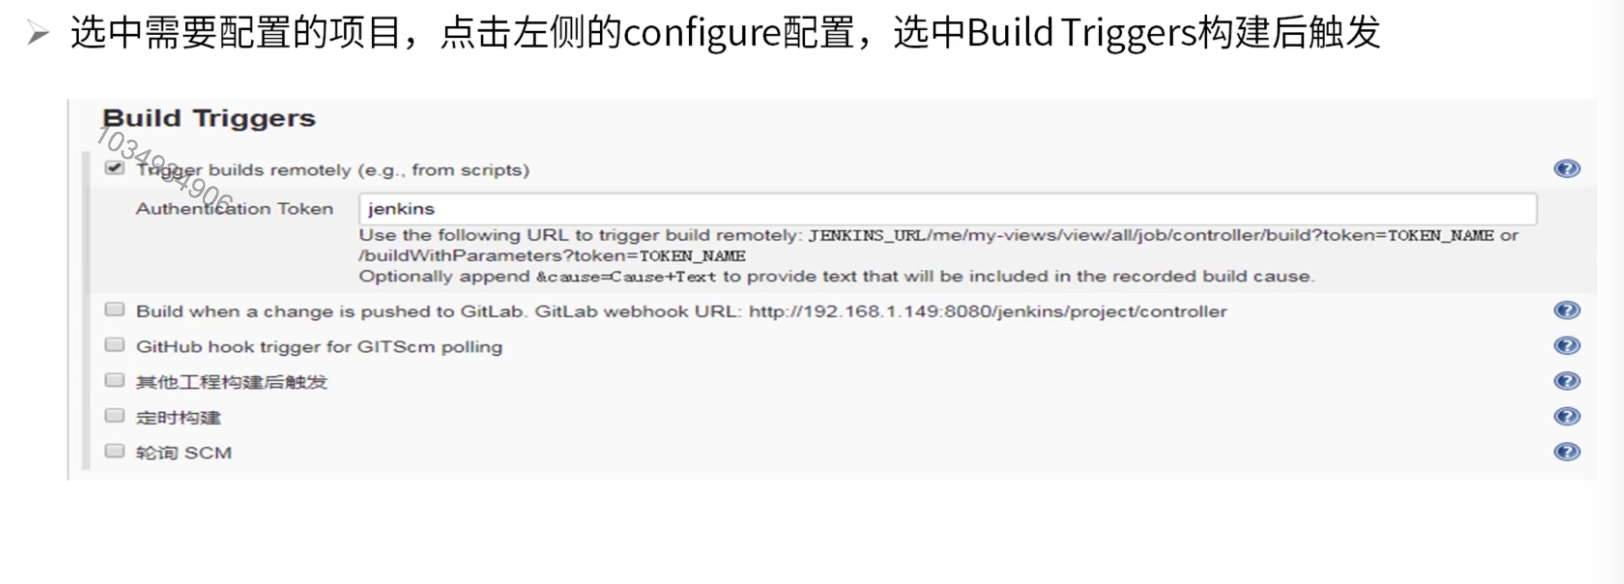 选中需要配置的项目，点击左侧的configure配置，选中Build Triggers构建后触发
Build Triggers
1034934906
Trigger builds remotely (e.g., from scripts)
Authentication Token jenkins
Use the following URL to trigger build remotely: JENKINS_URL/me/my-views/view/all/job/controller/build?token=TOKEN_NAME or
/buildWithParameters?token=TOKEN_NAME
Optionally append &cause=Cause+Text to provide text that will be included in the recorded build cause.
Build when a change is pushed to GitLab. GitLab webhook URL: http://192.168.1.149:8080/jenkins/project/controller
GitHub hook trigger for GITScm polling
其他工程构建后触发
定时构建
轮询 SCM